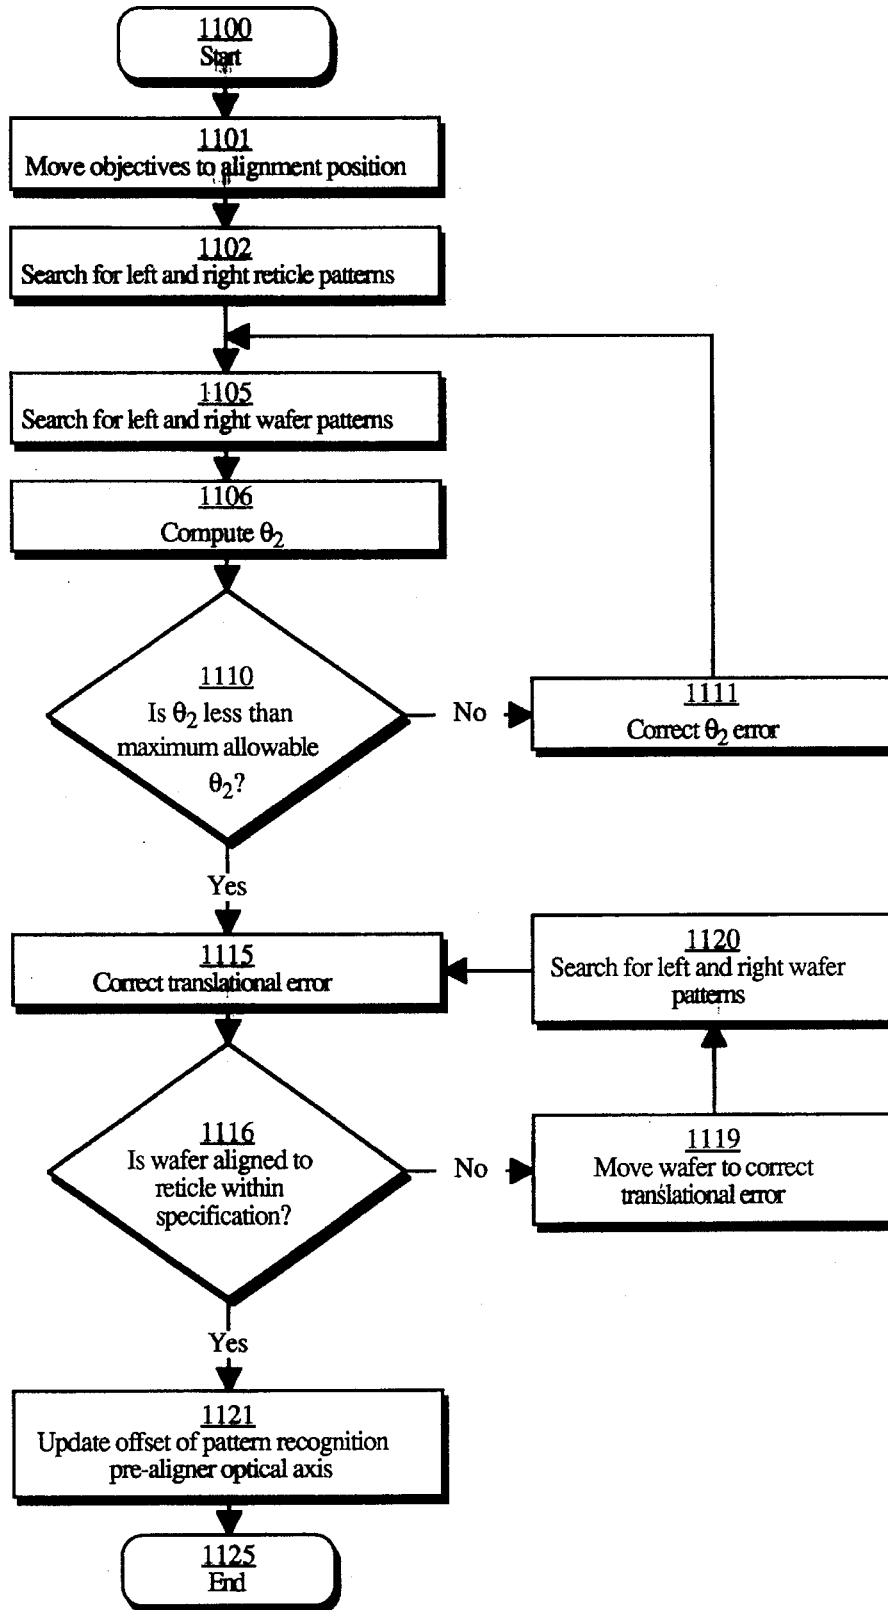 1100
Start
1101
Move objectives to alignment position
1102
Search for left and right reticle patterns
1105
Search for left and right wafer patterns
1106
Compute θ2
1110
Is θ2 less than
maximum allowable
θ2?
No
1111
Correct θ2 error
Yes
1115
Correct translational error
1120
Search for left and right wafer
patterns
1116
Is wafer aligned to
reticle within
specification?
No
1119
Move wafer to correct
translational error
Yes
1121
Update offset of pattern recognition
pre-aligner optical axis
1125
End